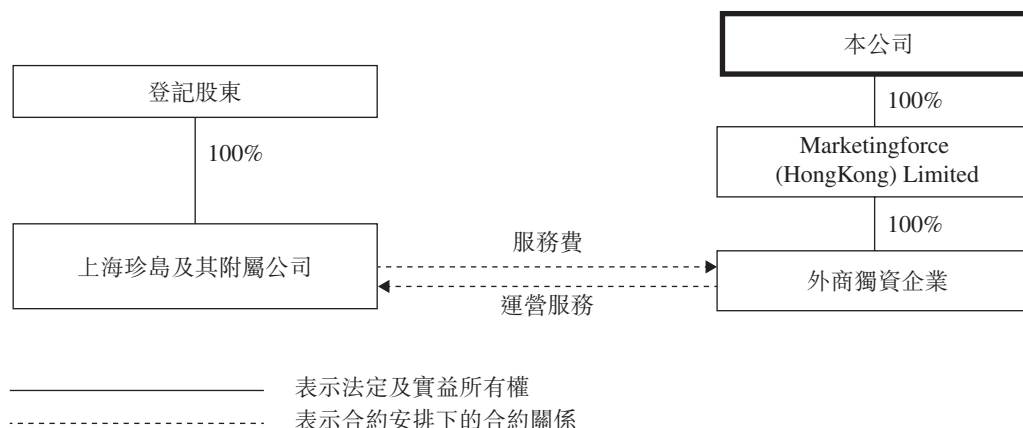 本公司
登記股東
100%
100%
Marketingforce
(HongKong) Limited
100%
上海珍島及其附屬公司
服務費
外商獨資企業
運營服務
表示法定及實益所有權
表示合約安排下的合約關係